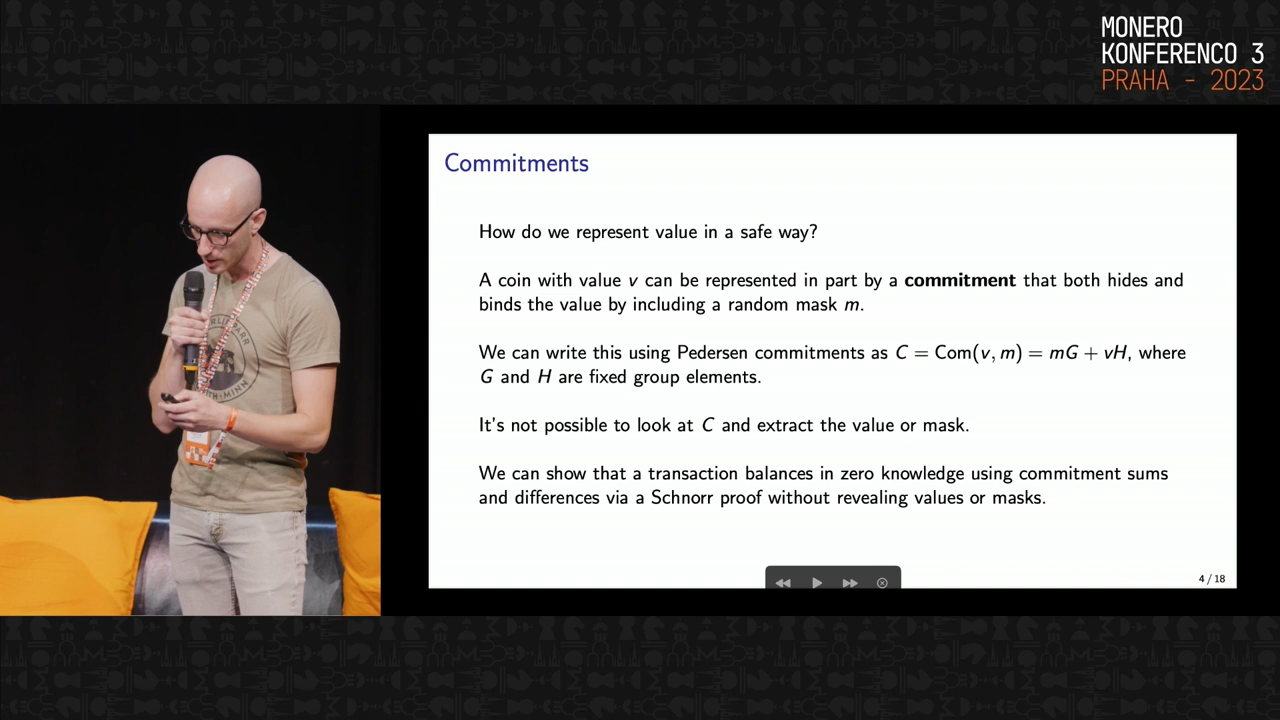 MONERO
KONFERENCO 3
PRAHA - 2023
Commitments
How do we represent value in a safe way?
A coin with value v can be represented in part by a commitment that both hides and
binds the value by including a random mask m.
We can write this using Pedersen commitments as C = Com(v, m) = mG + vH, where
G and H are fixed group elements.
It's not possible to look at C and extract the value or mask.
We can show that a transaction balances in zero knowledge using commitment sums
and differences via a Schnorr proof without revealing values or masks.
4 / 18